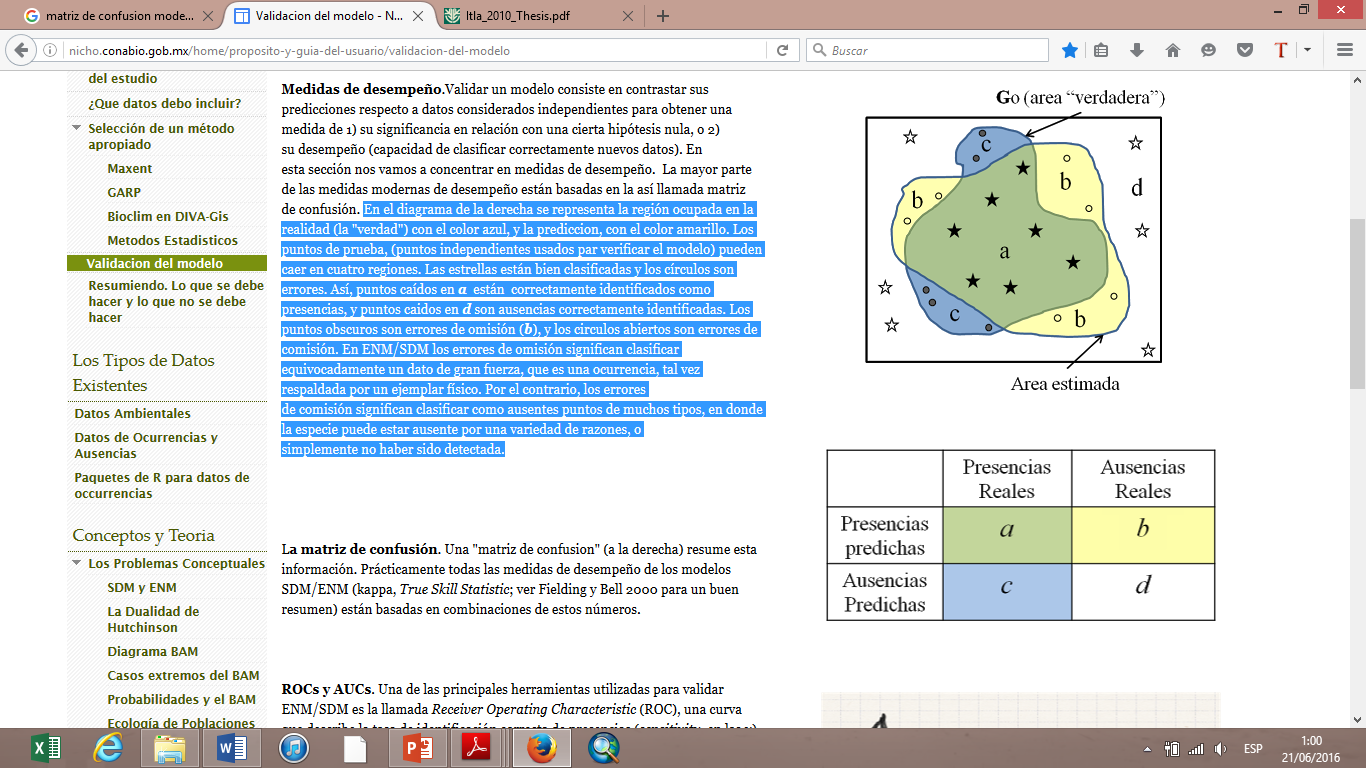 matriz de confusion mode...
Validacion del modelo - N...
Itla_2010_Thesis.pdf
nicho.conabio.gob.mx/home/proposito-y-guia-del-usuario/validacion-del-modelo
Buscar
del estudio
¿Que datos debo incluir?
Selección de un método
apropiado
Maxent
GARP
Bioclim en DIVA-Gis
Metodos Estadisticos
Validacion del modelo
Resumiendo. Lo que se debe
hacer y lo que no se debe
hacer
Los Tipos de Datos
Existentes
Datos Ambientales
Datos de Ocurrencias y
Ausencias
Paquetes de R para datos de
occurrencias
Conceptos y Teoria
Los Problemas Conceptuales
SDM y ENM
La Dualidad de
Hutchinson
Diagrama BAM
Casos extremos del BAM
Probabilidades y el BAM
Ecología de Poblaciones
Medidas de desempeño.Validar un modelo consiste en contrastar sus
predicciones respecto a datos considerados independientes para obtener una
medida de 1) su significancia en relación con una cierta hipótesis nula, o 2)
su desempeño (capacidad de clasificar correctamente nuevos datos). En
esta sección nos vamos a concentrar en medidas de desempeño.  La mayor parte
de las medidas modernas de desempeño están basadas en la así llamada matriz
de confusión. En el diagrama de la derecha se representa la región ocupada en la
realidad (la "verdad") con el color azul, y la prediccion, con el color amarillo. Los
puntos de prueba, (puntos independientes usados par verificar el modelo) pueden
caer en cuatro regiones. Las estrellas están bien clasificadas y los círculos son
errores. Así, puntos caídos en a  están  correctamente identificados como
presencias, y puntos caidos en d son ausencias correctamente identificadas. Los
puntos obscuros son errores de omisión (b), y los circulos abiertos son errores de
comisión. En ENM/SDM los errores de omisión significan clasificar
equivocadamente un dato de gran fuerza, que es una ocurrencia, tal vez
respaldada por un ejemplar físico. Por el contrario, los errores
de comisión significan clasificar como ausentes puntos de muchos tipos, en donde
la especie puede estar ausente por una variedad de razones, o
simplemente no haber sido detectada.
La matriz de confusión. Una "matriz de confusion" (a la derecha) resume esta
información. Prácticamente todas las medidas de desempeño de los modelos
SDM/ENM (kappa, True Skill Statistic; ver Fielding y Bell 2000 para un buen
resumen) están basadas en combinaciones de estos números.
ROCs y AUCs. Una de las principales herramientas utilizadas para validar
ENM/SDM es la llamada Receiver Operating Characteristic (ROC), una curva
Go (area “verdadera”)
c
b
b
d
a
c
b
Area estimada
Presencias Reales
Ausencias Reales
Presencias predichas
a
b
Ausencias Predichas
c
d
ESP
1:00
21/06/2016